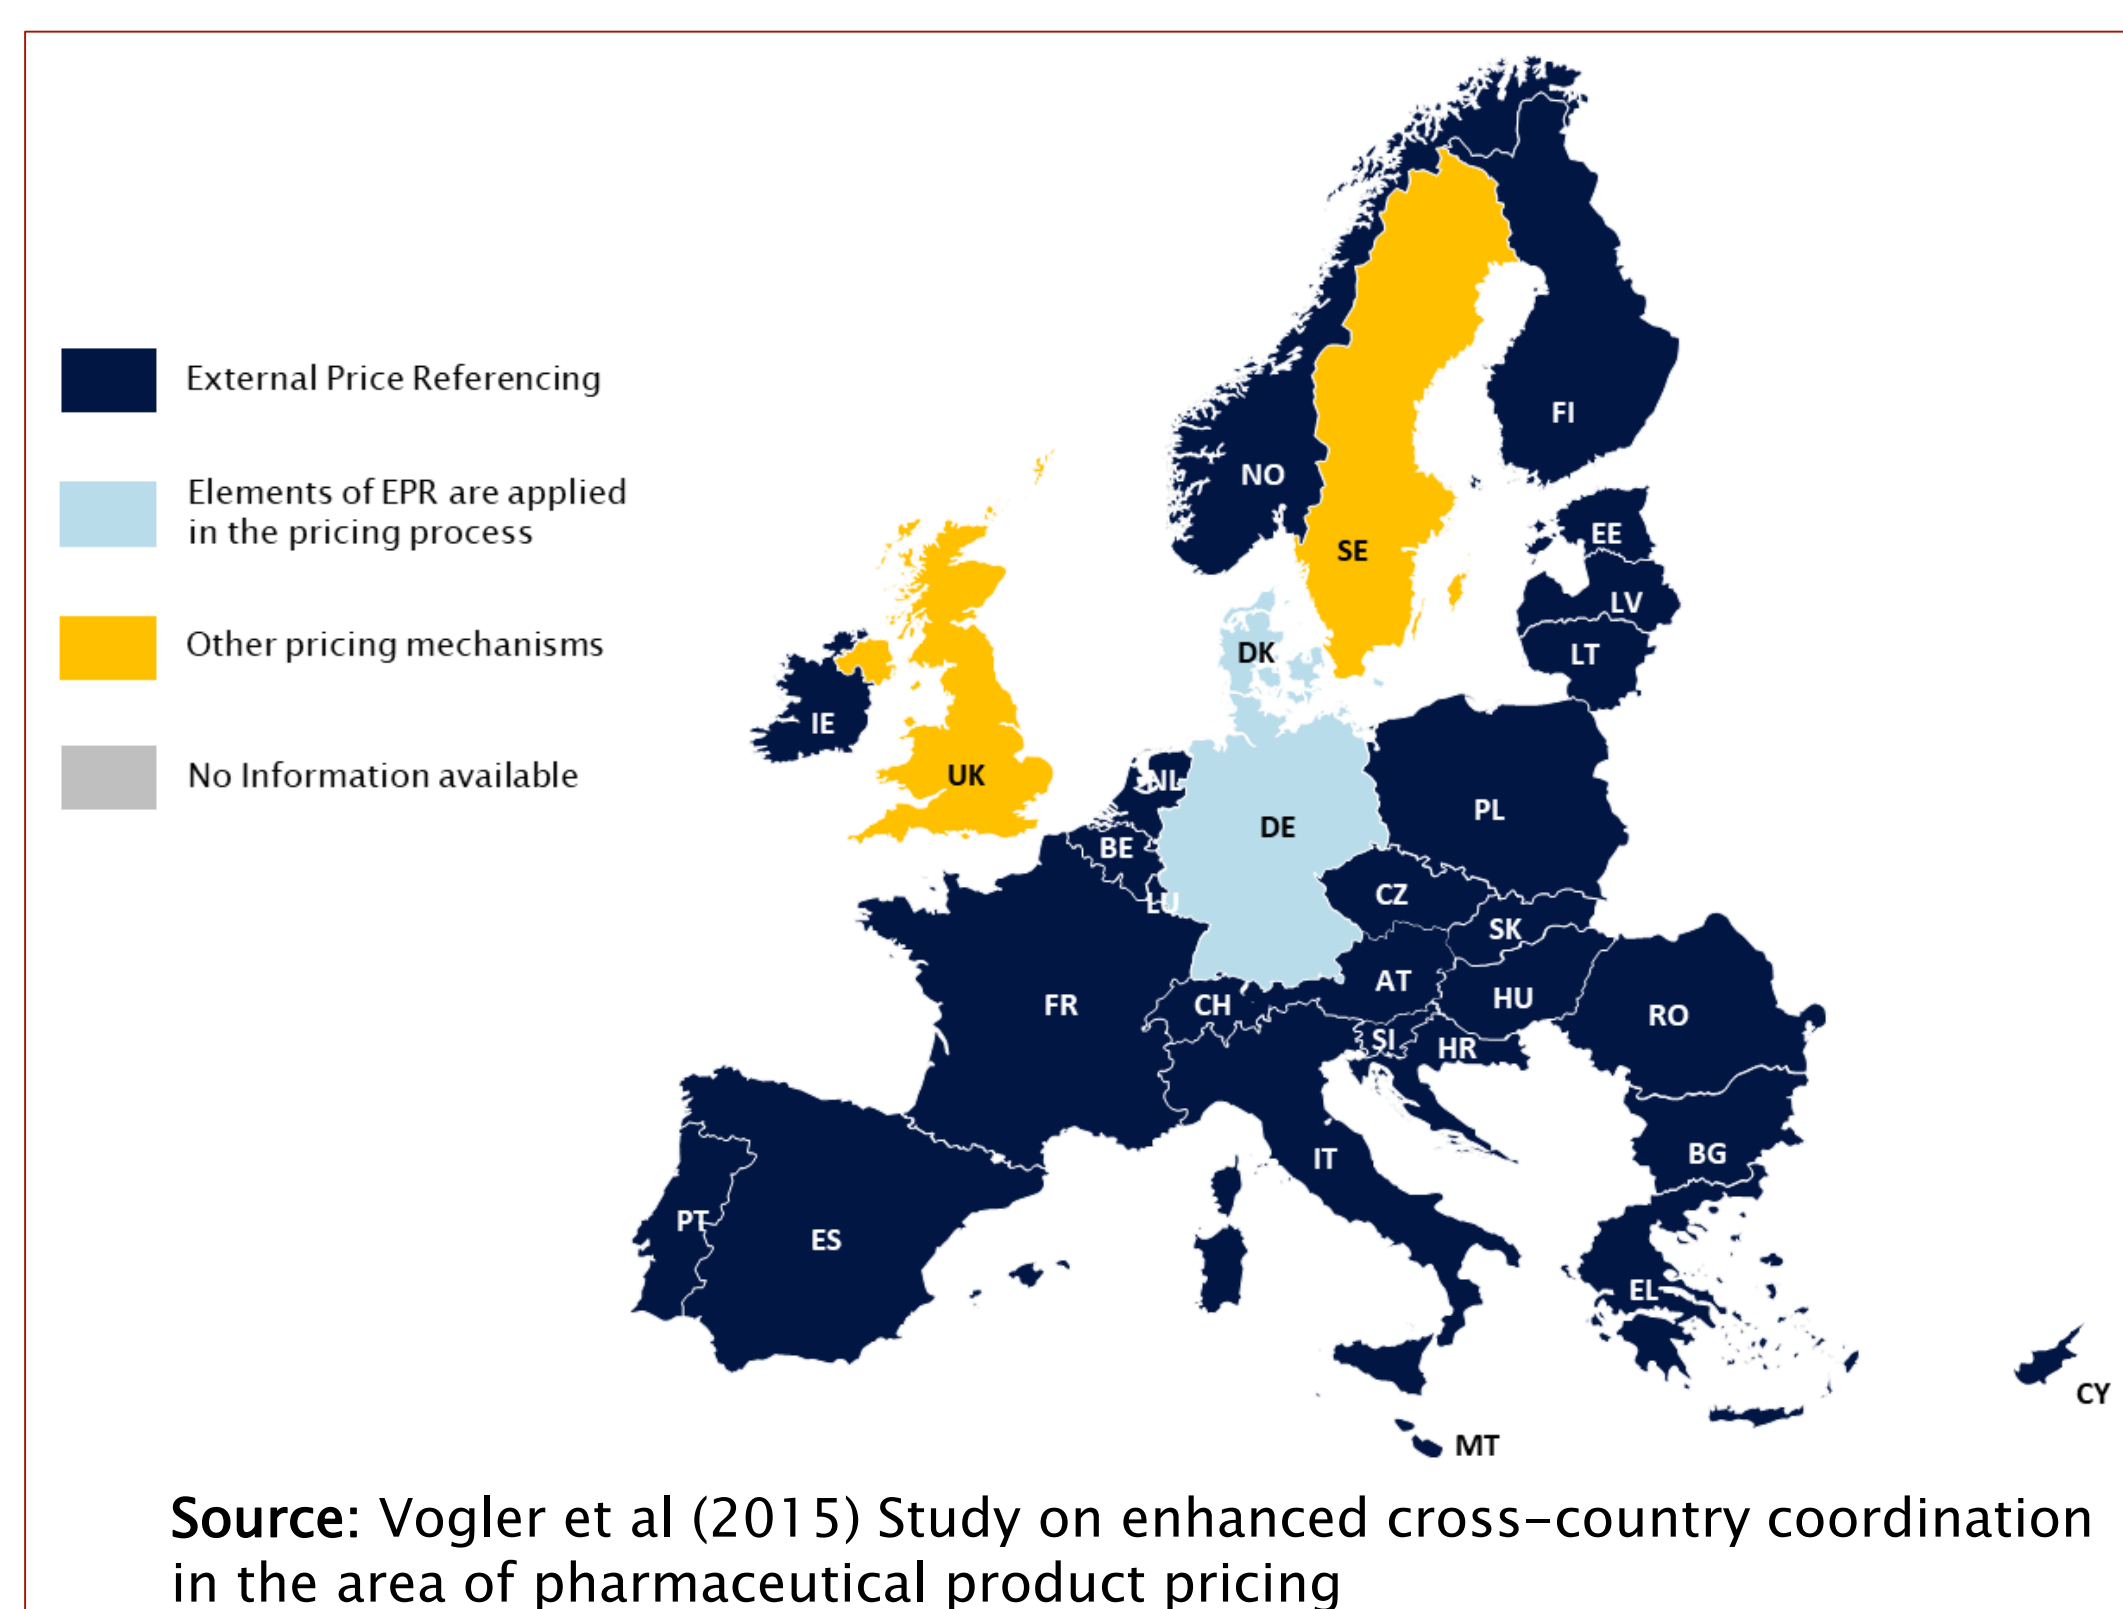 External Price Referencing
Elements of EPR are applied
in the pricing process
Other pricing mechanisms
No Information available
FI
NO
EE
SE
LV
DK
LT
IE
UK
NL
PL
DE
BE
CZ
LU
SK
AT
HU
FR
CH
RO
SI
HR
BG
IT
PT
ES
EL
CY
MT
Source: Vogler et al (2015) Study on enhanced cross-country coordination
in the area of pharmaceutical product pricing